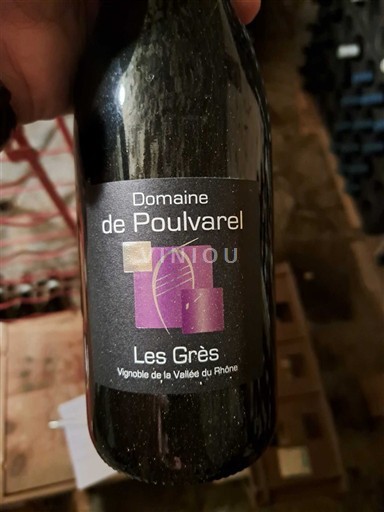 Domaine
de Poulvarel
VINIOU
Les Grès
Vignoble de la Vallée du Rhône